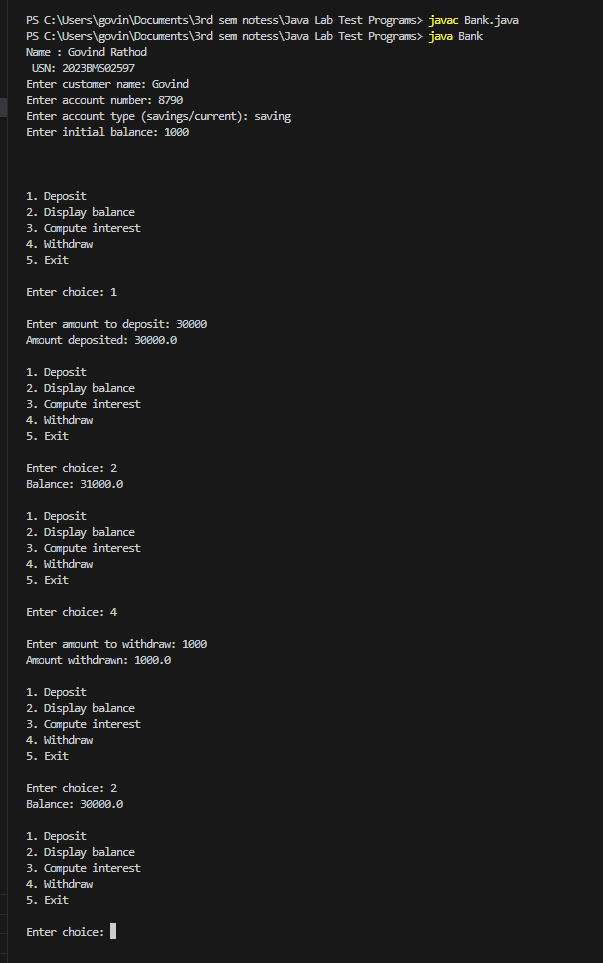 PS C:\Users\govin\Documents\3rd sem notess\Java Lab Test Programs> javac Bank.java
PS C:\Users\govin\Documents\3rd sem notess\Java Lab Test Programs> java Bank
Name : Govind Rathod
USN: 2023BMS02597
Enter customer name: Govind
Enter account number: 8790
Enter account type (savings/current): saving
Enter initial balance: 1000
1. Deposit
2. Display balance
3. Compute interest
4. Withdraw
5. Exit
Enter choice: 1
Enter amount to deposit: 30000
Amount deposited: 30000.0
1. Deposit
2. Display balance
3. Compute interest
4. Withdraw
5. Exit
Enter choice: 2
Balance: 31000.0
1. Deposit
2. Display balance
3. Compute interest
4. Withdraw
5. Exit
Enter choice: 4
Enter amount to withdraw: 1000
Amount withdrawn: 1000.0
1. Deposit
2. Display balance
3. Compute interest
4. Withdraw
5. Exit
Enter choice: 2
Balance: 30000.0
1. Deposit
2. Display balance
3. Compute interest
4. Withdraw
5. Exit
Enter choice: